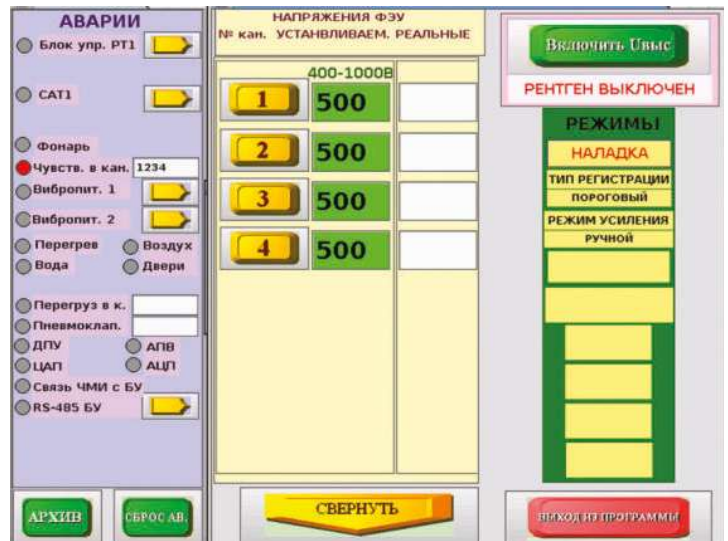 АВАРИИ
Блок упр. РТ1
САТ1
Фонарь
Чувств. в кан. 1234
Вибропит. 1
Вибропит. 2
Перегрев Воздух
Вода Двери
Перегруз в к.
Пневмоклап.
ДПУ АПВ
ЦАП АЦП
Связь ЧМИ с БУ
RS-485 БУ
АРХИВ
СБРОС АВ.
НАПРЯЖЕНИЯ ФЭУ
№ кан. УСТАНВЛИВАЕМ. РЕАЛЬНЫЕ
400-1000В
1 500
2 500
3 500
4 500
СВЕРНУТЬ
Включить Uвыс
РЕНТГЕН ВЫКЛЮЧЕН
РЕЖИМЫ
НАЛАДКА
ТИП РЕГИСТРАЦИИ
ПОРОГОВЫЙ
РЕЖИМ УСИЛЕНИЯ
РУЧНОЙ
ВЫХОД ИЗ ПРОГРАММЫ